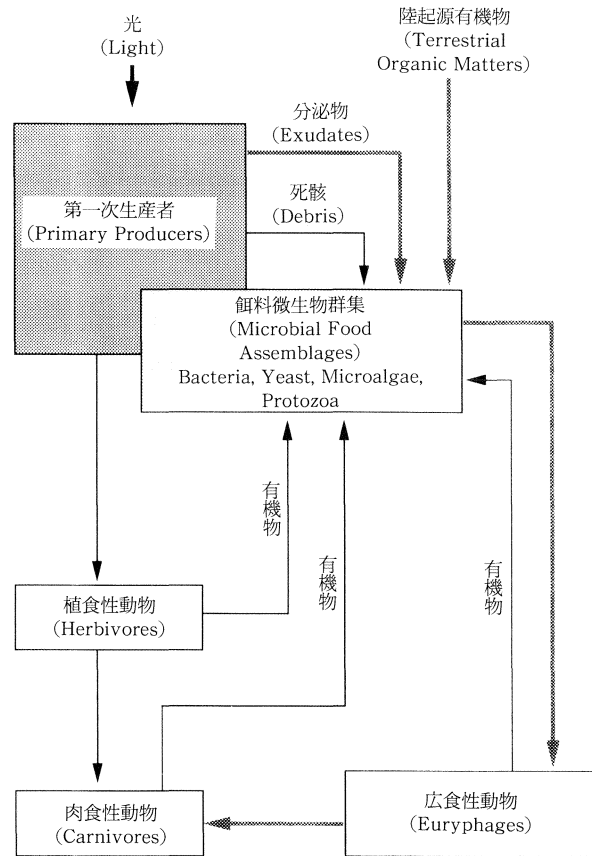 光
(Light)
陸起源有機物
(Terrestrial
Organic Matters)
分泌物
(Exudates)
第一次生産者
(Primary Producers)
死骸
(Debris)
餌料微生物群集
(Microbial Food
Assemblages)
Bacteria, Yeast, Microalgae,
Protozoa
有機物
有機物
有機物
植食性動物
(Herbivores)
肉食性動物
(Carnivores)
広食性動物
(Euryphages)